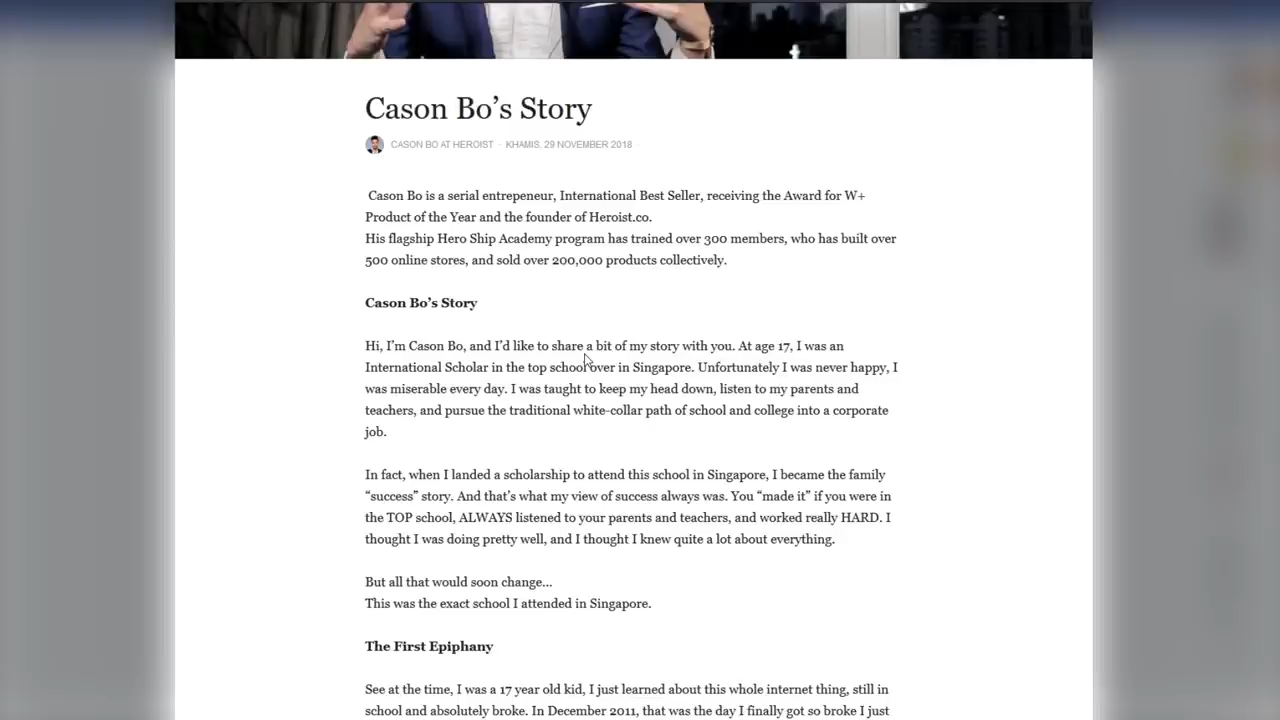 Cason Bo’s Story
CASON BO AT HEROIST · KHAMIS, 29 NOVEMBER 2018
Cason Bo is a serial entrepeneur, International Best Seller, receiving the Award for W+
Product of the Year and the founder of Heroist.co.
His flagship Hero Ship Academy program has trained over 300 members, who has built over
500 online stores, and sold over 200,000 products collectively.
Cason Bo’s Story
Hi, I’m Cason Bo, and I’d like to share a bit of my story with you. At age 17, I was an
International Scholar in the top school over in Singapore. Unfortunately I was never happy, I
was miserable every day. I was taught to keep my head down, listen to my parents and
teachers, and pursue the traditional white-collar path of school and college into a corporate
job.
In fact, when I landed a scholarship to attend this school in Singapore, I became the family
“success” story. And that’s what my view of success always was. You “made it” if you were in
the TOP school, ALWAYS listened to your parents and teachers, and worked really HARD. I
thought I was doing pretty well, and I thought I knew quite a lot about everything.
But all that would soon change...
This was the exact school I attended in Singapore.
The First Epiphany
See at the time, I was a 17 year old kid, I just learned about this whole internet thing, still in
school and absolutely broke. In December 2011, that was the day I finally got so broke I just